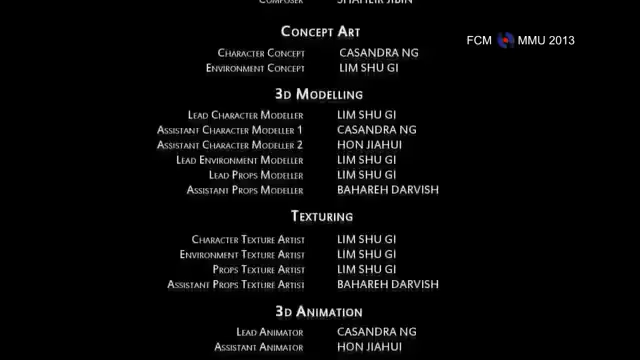 COMPOSER SHAHEIR JIBIN
CONCEPT ART
FCM MMU 2013
CHARACTER CONCEPT CASANDRA NG
ENVIRONMENT CONCEPT LIM SHU GI
3D MODELLING
LEAD CHARACTER MODELLER LIM SHU GI
ASSISTANT CHARACTER MODELLER 1 CASANDRA NG
ASSISTANT CHARACTER MODELLER 2 HON JIAHUI
LEAD ENVIRONMENT MODELLER LIM SHU GI
LEAD PROPS MODELLER LIM SHU GI
ASSISTANT PROPS MODELLER BAHAREH DARVISH
TEXTURING
CHARACTER TEXTURE ARTIST LIM SHU GI
ENVIRONMENT TEXTURE ARTIST LIM SHU GI
PROPS TEXTURE ARTIST LIM SHU GI
ASSISTANT PROPS TEXTURE ARTIST BAHAREH DARVISH
3D ANIMATION
LEAD ANIMATOR CASANDRA NG
ASSISTANT ANIMATOR HON JIAHUI